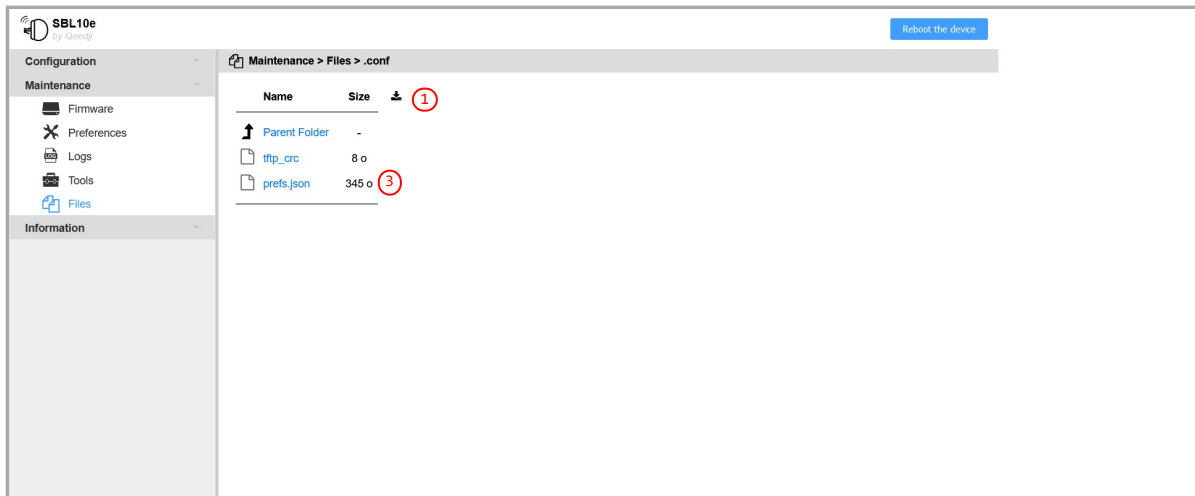 SBL10e
by Qeedji
Reboot the device
Configuration
Maintenance
Firmware
Preferences
LOG Logs
Tools
Files
Information
Maintenance > Files > .conf
Name Size 1
Parent Folder -
tftp_crc 8 o
prefs.json 345 o 3